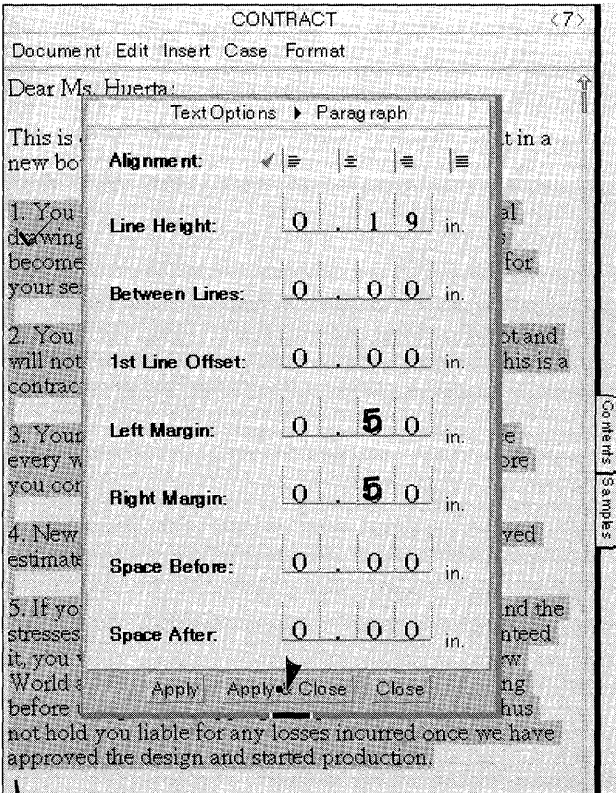 CONTRACT <7>
Document Edit Insert Case Format
Dear Ms. Huerta:
TextOptions ▶ Paragraph
This is t in a
new bo
Alignment:
1. You al
Line Height: 0 . 1 9 in.
drawing
become for
your se
Between Lines: 0 . 0 0 in.
2. You ot and
1st Line Offset: 0 . 0 0 in.
will not his is a
contrac
Left Margin: 0 . 5 0 in.
3. Your e
every w ore
you con
Right Margin: 0 . 5 0 in.
4. New ved
estimate
Space Before: 0 . 0 0 in.
5. If yo nd the
stresses nteed
Space After: 0 . 0 0 in.
it, you w
World a ng
Apply Apply & Close Close
before u hus
not hold you liable for any losses incurred once we have
approved the design and started production.
Contents
Samples